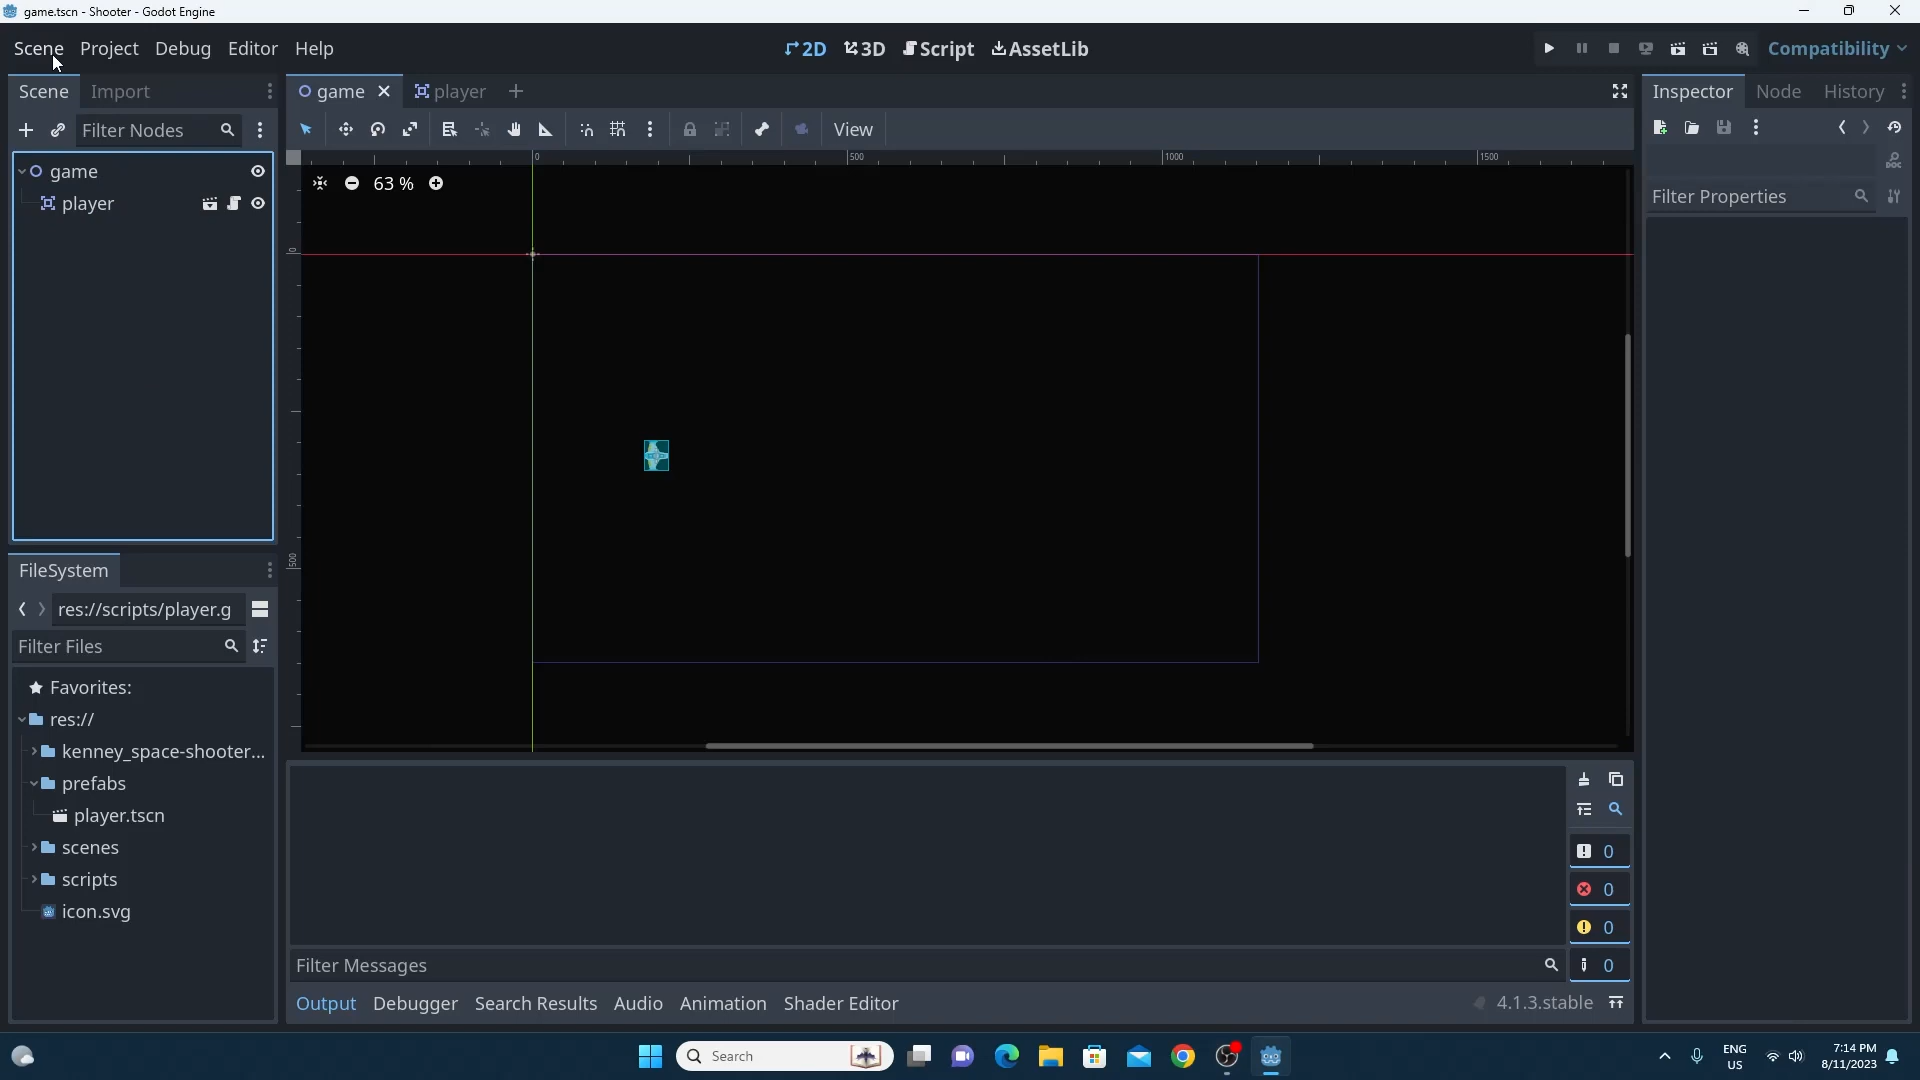 game.tscn - Shooter - Godot Engine
Scene Project Debug Editor Help
2D 3D Script AssetLib
Compatibility
Scene Import
game player
Inspector Node History
Filter Nodes
View
DOC
Filter Properties
game
player
63 %
0 500 1000 1500
0
500
FileSystem
res://scripts/player.g
Filter Files
Favorites:
res://
kenney_space-shooter...
prefabs
player.tscn
scenes
scripts
icon.svg
0
0
0
0
Filter Messages
Output Debugger Search Results Audio Animation Shader Editor
4.1.3.stable
Search
ENG
US
7:14 PM
8/11/2023